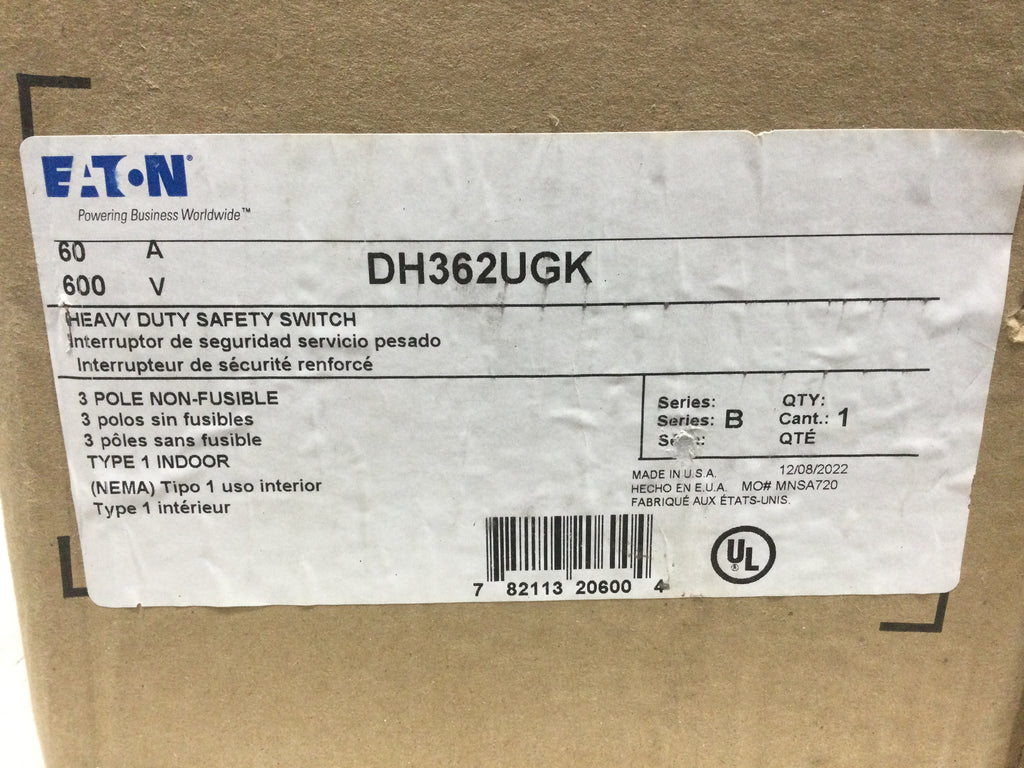 EATON®
Powering Business Worldwide™
60 A
600 V
DH362UGK
HEAVY DUTY SAFETY SWITCH
Interruptor de seguridad servicio pesado
Interrupteur de sécurité renforcé
3 POLE NON-FUSIBLE
3 polos sin fusibles
3 pôles sans fusible
TYPE 1 INDOOR
(NEMA) Tipo 1 uso interior
Type 1 intérieur
Series: QTY:
Series: B Cant.: 1
QTÉ
MADE IN U.S.A. 12/08/2022
HECHO EN E.U.A. MO# MNSA720
FABRIQUÉ AUX ÉTATS-UNIS.
UL®
7 82113 20600 4